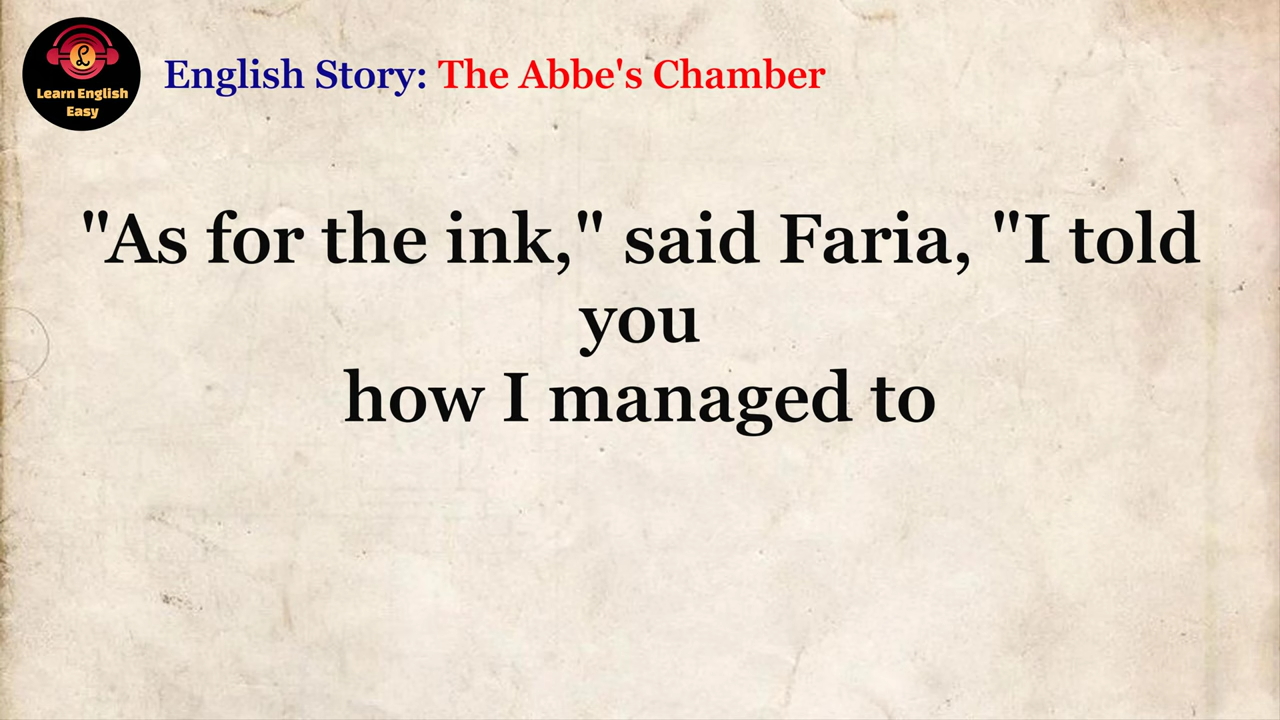 Learn English
Easy
English Story: The Abbe's Chamber
"As for the ink," said Faria, "I told
you
how I managed to